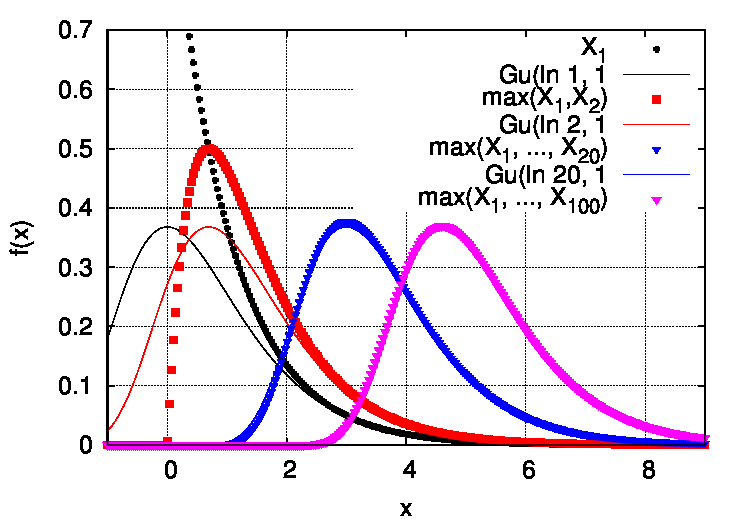 0.7
0.6
0.5
0.4
0.3
0.2
0.1
0
f(x)
X1
Gu(ln 1, 1
max(X1,X2)
Gu(ln 2, 1
max(X1, ..., X20)
Gu(ln 20, 1
max(X1, ..., X100)
0 2 4 6 8
x